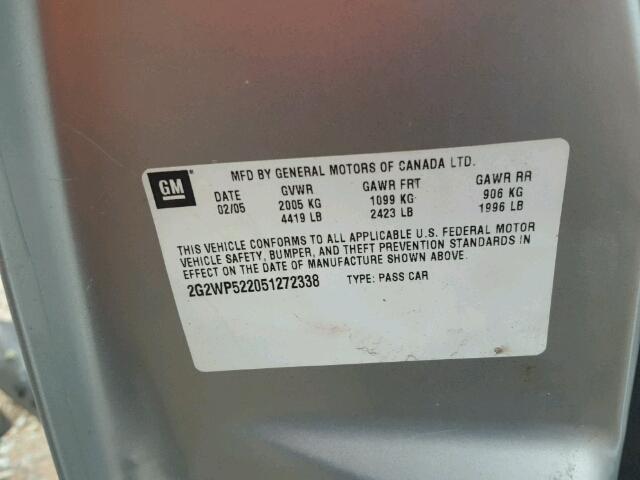 MFD BY GENERAL MOTORS OF CANADA LTD.
GM
DATE GVWR GAWR FRT GAWR RR
02/05 2005 KG 1099 KG 906 KG
4419 LB 2423 LB 1996 LB
THIS VEHICLE CONFORMS TO ALL APPLICABLE U.S. FEDERAL MOTOR
VEHICLE SAFETY, BUMPER, AND THEFT PREVENTION STANDARDS IN
EFFECT ON THE DATE OF MANUFACTURE SHOWN ABOVE.
2G2WP522051272338 TYPE: PASS CAR